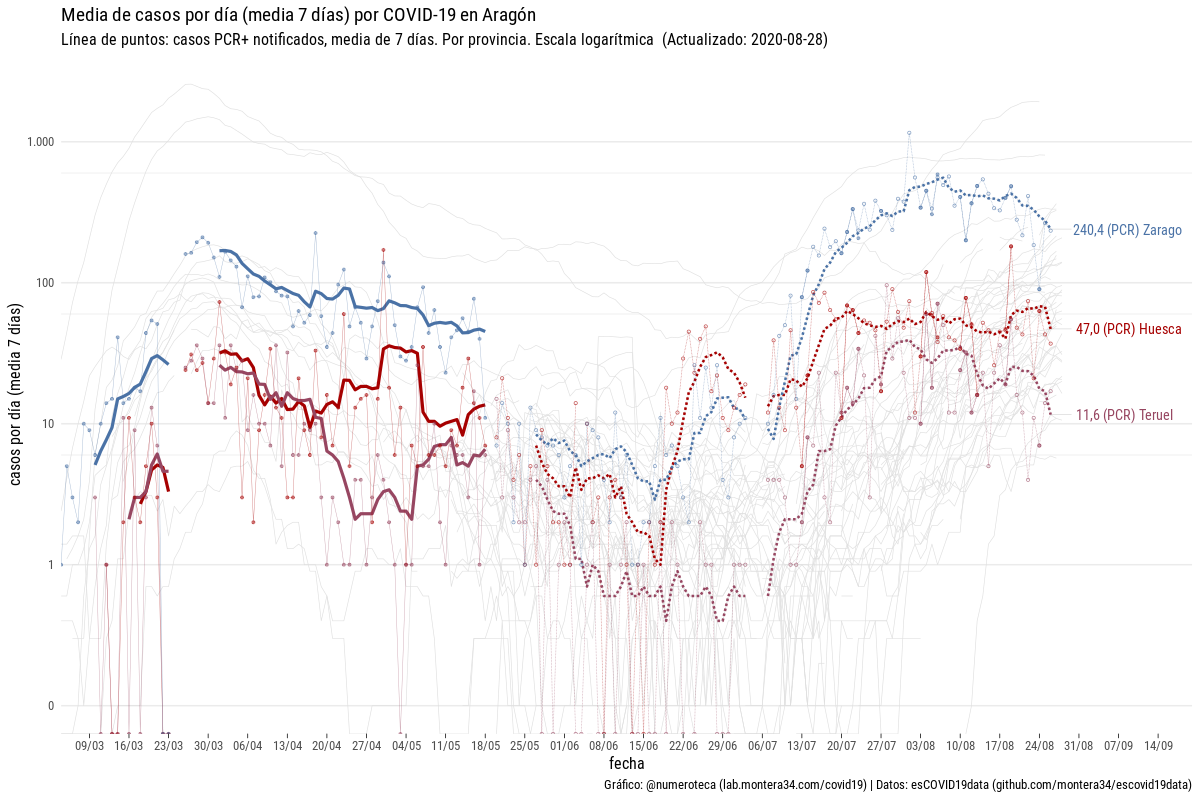 Media de casos por día (media 7 días) por COVID-19 en Aragón
Línea de puntos: casos PCR+ notificados, media de 7 días. Por provincia. Escala logarítmica (Actualizado: 2020-08-28)
casos por día (media 7 días)
1.000
100
10
1
0
240,4 (PCR) Zarago
47,0 (PCR) Huesca
11,6 (PCR) Teruel
09/03 16/03 23/03 30/03 06/04 13/04 20/04 27/04 04/05 11/05 18/05 25/05 01/06 08/06 15/06 22/06 29/06 06/07 13/07 20/07 27/07 03/08 10/08 17/08 24/08 31/08 07/09 14/09
fecha
Gráfico: @numeroteca (lab.montera34.com/covid19) | Datos: esCOVID19data (github.com/montera34/escovid19data)